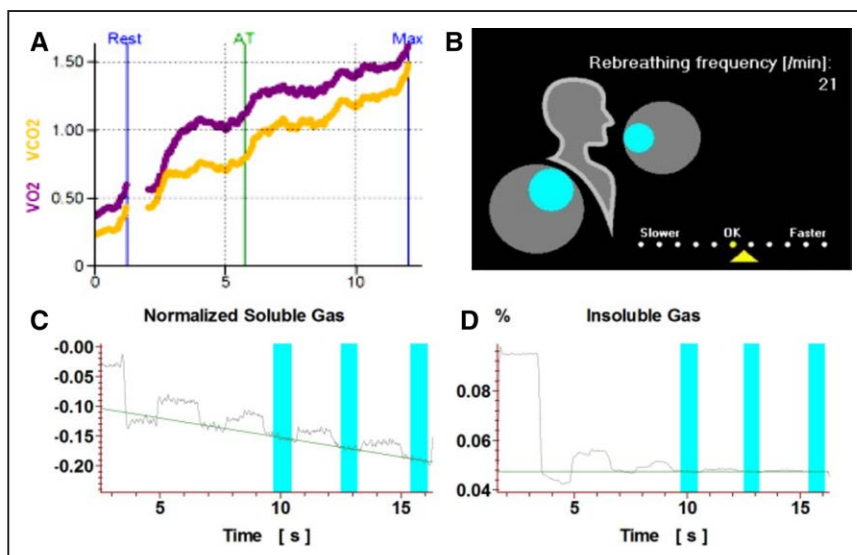 A
Rest
AT
Max
1.50
1.00
0.50
0
VO2 VCO2
0
5
10
B
Rebreathing frequency [/min]:
21
Slower OK Faster
C
Normalized Soluble Gas
-0.00
-0.05
-0.10
-0.15
-0.20
5
10
15
Time [ s ]
D
% Insoluble Gas
0.08
0.06
0.04
5
10
15
Time [ s ]